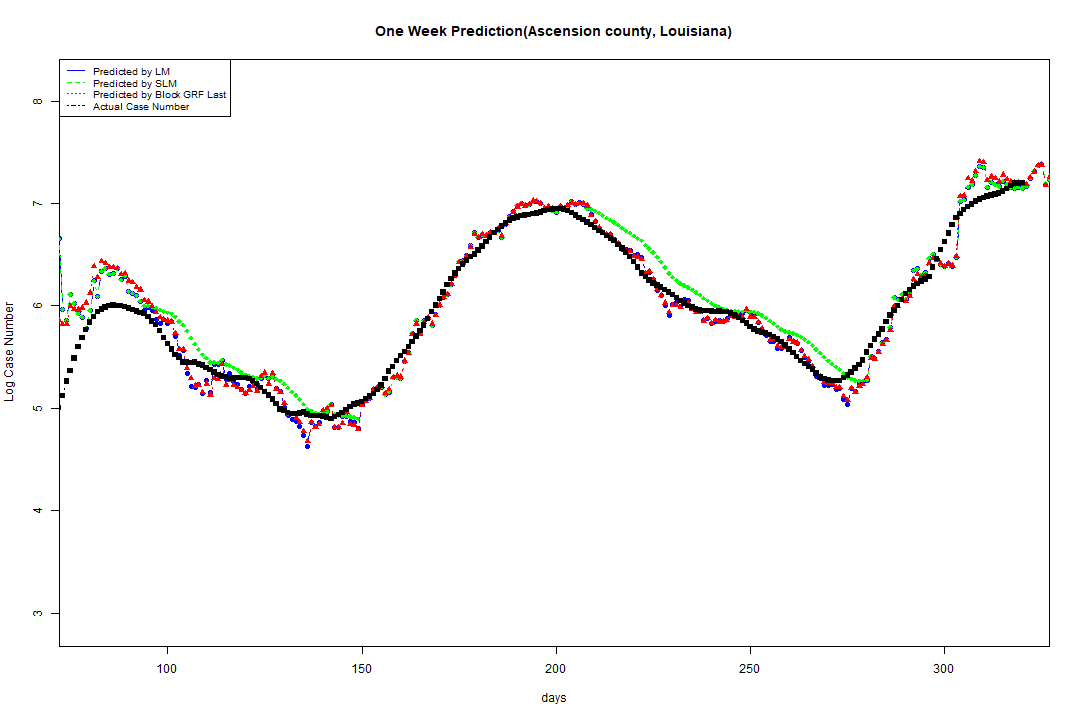 One Week Prediction(Ascension county, Louisiana)
Predicted by LM
Predicted by SLM
Predicted by Block GRF Last
Actual Case Number
8
7
6
5
4
3
Log Case Number
100 150 200 250 300
days